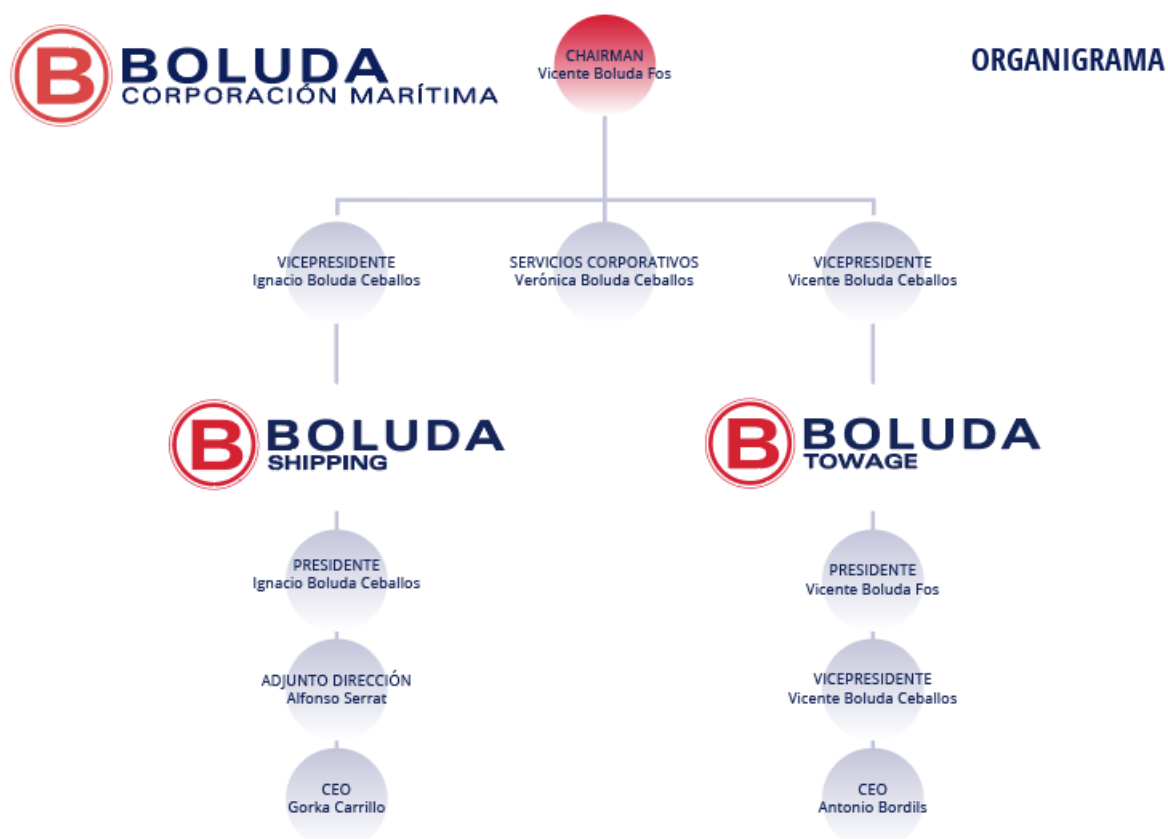 B BOLUDA
CORPORACIÓN MARÍTIMA
CHAIRMAN
Vicente Boluda Fos
ORGANIGRAMA
VICEPRESIDENTE
Ignacio Boluda Ceballos
SERVICIOS CORPORATIVOS
Verónica Boluda Ceballos
VICEPRESIDENTE
Vicente Boluda Ceballos
B BOLUDA
SHIPPING
B BOLUDA
TOWAGE
PRESIDENTE
Ignacio Boluda Ceballos
PRESIDENTE
Vicente Boluda Fos
ADJUNTO DIRECCIÓN
Alfonso Serrat
VICEPRESIDENTE
Vicente Boluda Ceballos
CEO
Gorka Carrillo
CEO
Antonio Bordils